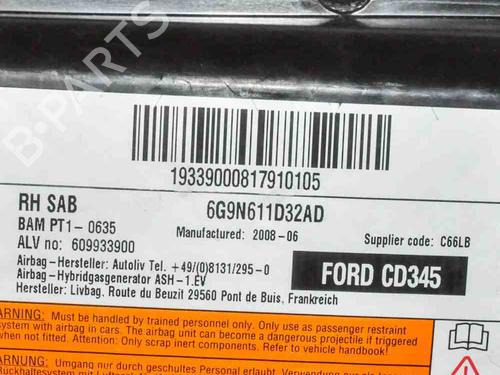 B-PARTS
19339000817910105
RH SAB
6G9N611D32AD
BAM PT1- 0635
Manufactured 2008-06
Supplier code: C66LB
ALV no: 609933900
Airbag-Hersteller: Autoliv Tel. +49/(0)8131/295-0
Airbag-Hybridgasgenerator ASH-1.EV
Hersteller: Livbag. Route du Beuzit 29560 Pont de Buis, Frankreich
FORD CD345
WARNING: Must be handled by trained personnel only. Use as passenger restraint
system with airbag in cars. The airbag unit can become a dangerous projectile if triggered
when not fitted. Attention: Only scrap inert components. Refer to vehicle handbook!
WARNUNG: Umgang nur durch geschultes Personal erlaubt.